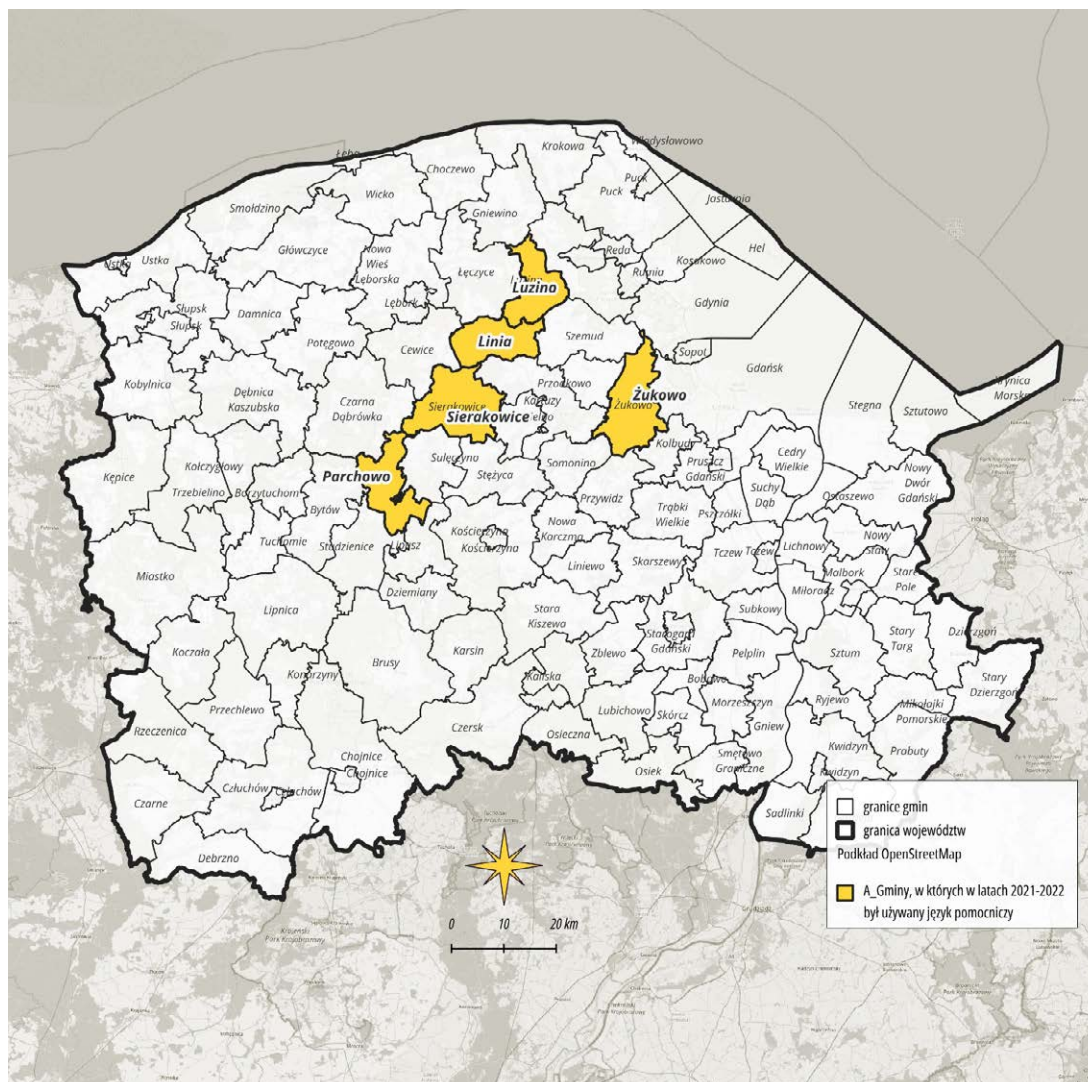 Władysławowo
Krokowa
Łeba
Choczewo
Puck
Puck
Wicko
Jastarnia
Smołdzino
Gniewino
Główczyce
Nowa
Wieś
Lęborska
Reda
Hel
Kosakowo
Ustka
Ustka
Łęczyce
Rumia
Luzino
Lębork
Gdynia
Słupsk
Słupsk
Damnica
Potęgowo
Linia
Szemud
Cewice
Sopot
Gdańsk
Kobylnica
Dębnica
Kaszubska
Czarna
Dąbrówka
Przodkowo
Krynica
Morska
Żukowo
Żukowo
Sierakowice
Sierakowice
Kartuzy
Stegna
Sztutowo
Kolbudy
Sulęczyno
Stężyca
Somonino
Pruszcz
Gdański
Cedry
Wielkie
Kępice
Kołczygłowy
Trzebielino
Borzytuchom
Parchowo
Nowy
Dwór
Gdański
Suchy
Dąb
Ostaszewo
Przywidz
Bytów
Trąbki
Wielkie
Pszczółki
Kościerzyna
Kościerzyna
Nowa
Karczma
Tuchomie
Studzienice
Lipusz
Nowy
Staw
Lichnowy
Tczew
Tczew
Skarszewy
Liniewo
Miastko
Malbork
Stare
Pole
Dziemiany
Miłoradz
Lipnica
Stara
Kiszewa
Subkowy
Stary
Targ
Dzierzgoń
Starogard
Gdański
Koczała
Karsin
Zblewo
Pelplin
Sztum
Brusy
Konarzyny
Kaliska
Bobowo
Stary
Dzierzgoń
Przechlewo
Lubichowo
Skórcz
Morzeszczyn
Ryjewo
Mikołajki
Pomorskie
Rzeczenica
Czersk
Osieczna
Gniew
Chojnice
Chojnice
Smętowo
Graniczne
Kwidzyn
Kwidzyn
Prabuty
Osiek
Człuchów
Człuchów
Czarne
Sadlinki
Debrzno
granice gmin
granica województw
Podkład OpenStreetMap
A_Gminy, w których w latach 2021-2022
był używany język pomocniczy
0 10 20 km